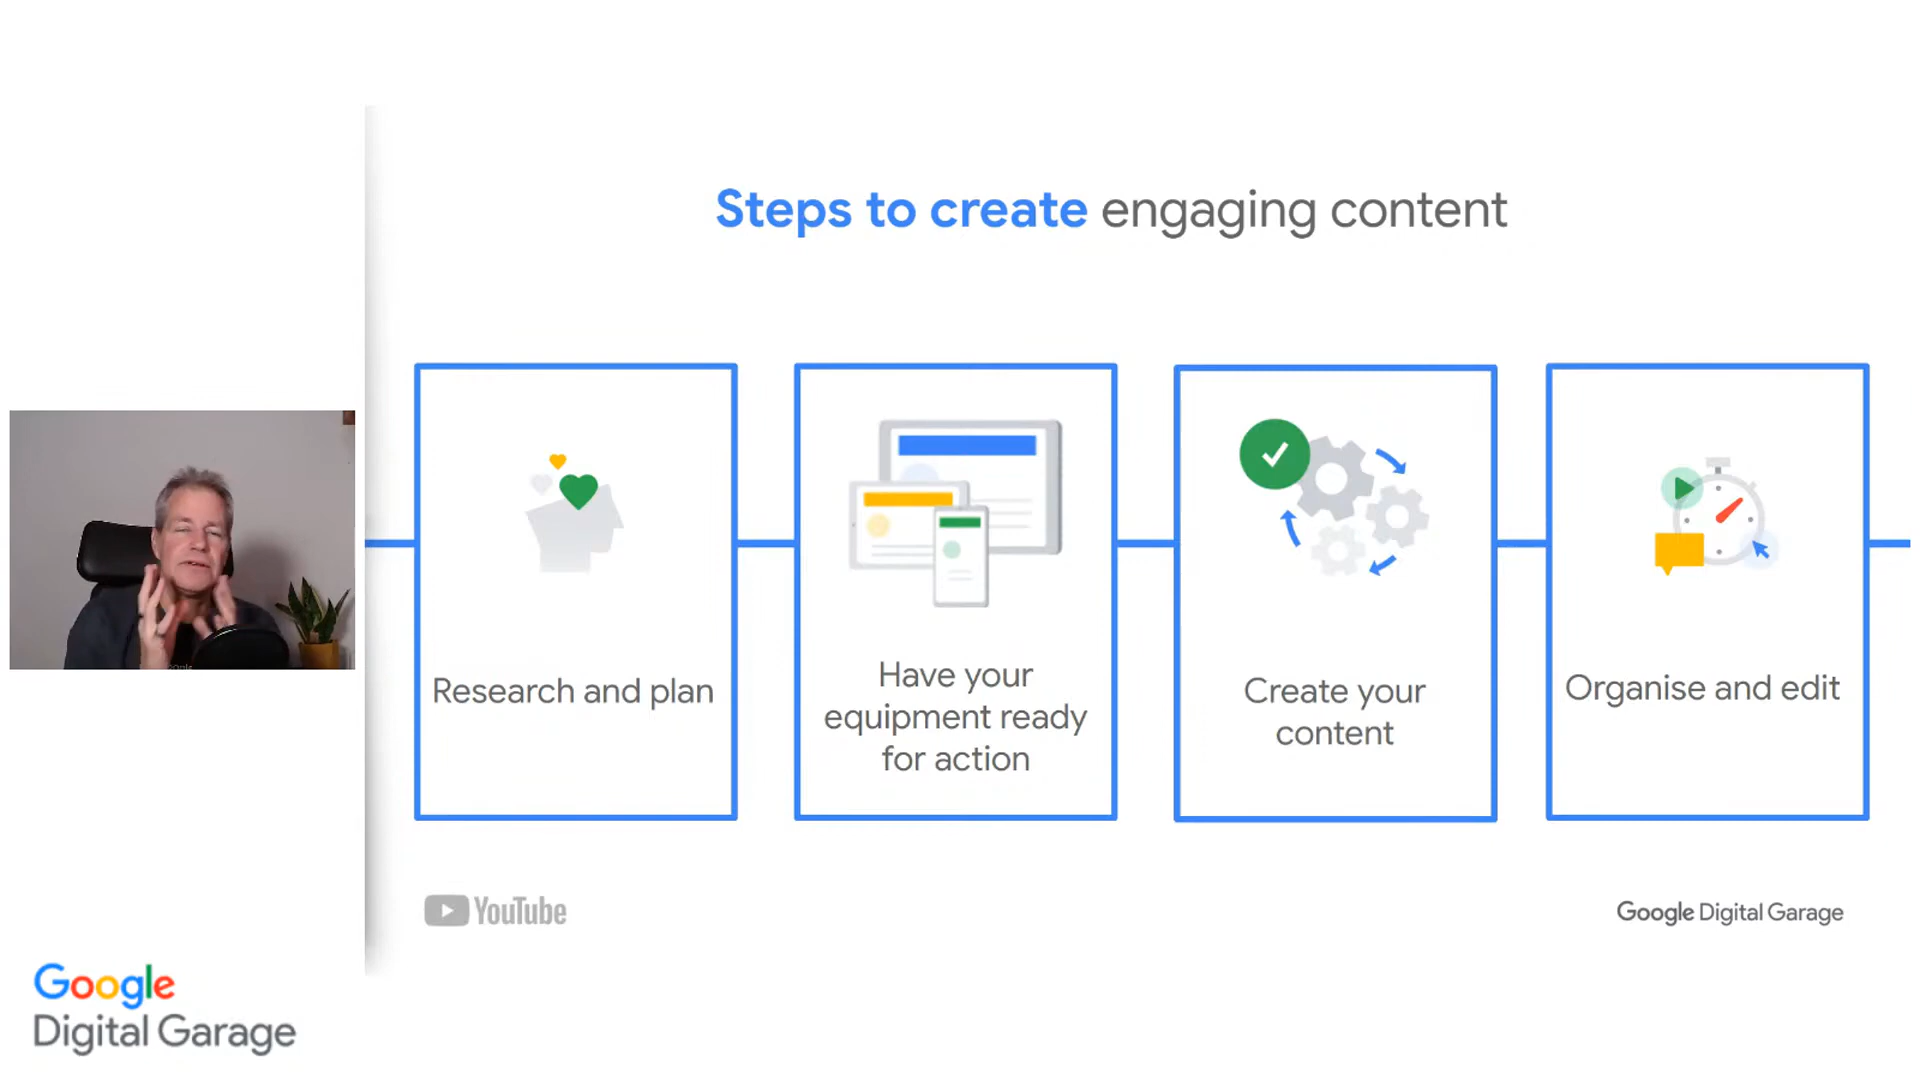 Steps to create engaging content
Research and plan
Have your
equipment ready
for action
Create your
content
Organise and edit
YouTube
Google Digital Garage
Google
Digital Garage